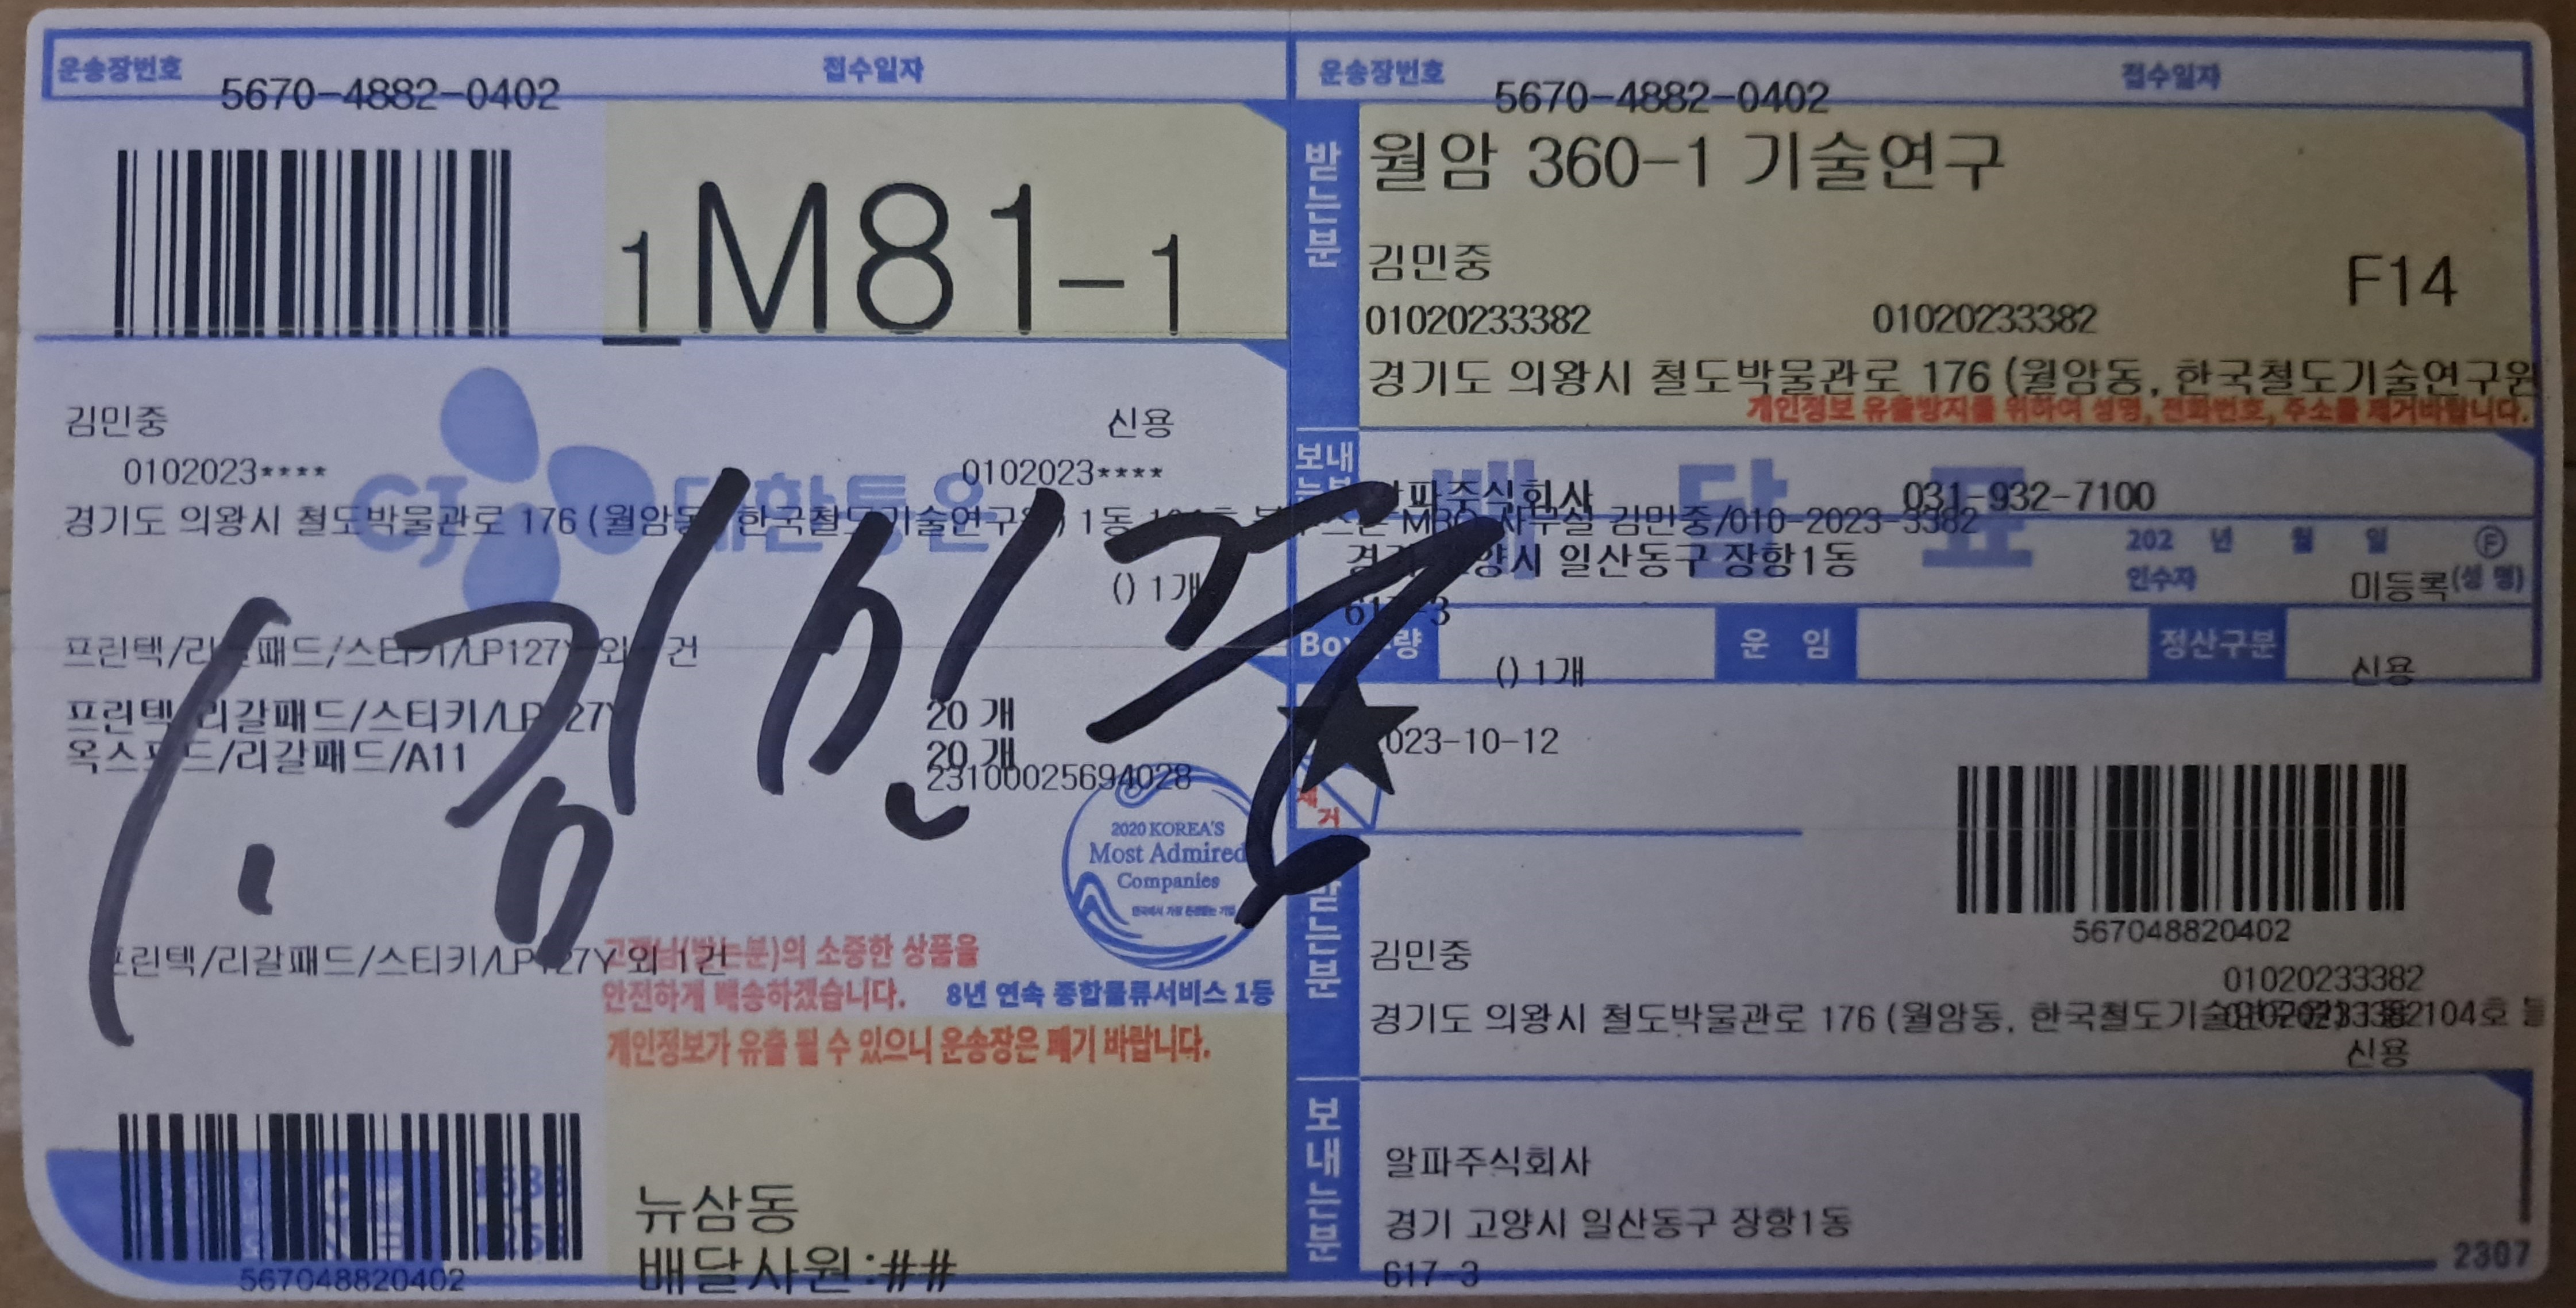 운송장번호 5670-4882-0402 접수일자
1 M81-1
김민중 신용
0102023**** 0102023****
CJ대한통운
경기도 의왕시 철도박물관로 176 (월암동, 한국철도기술연구원) 1동 사무실 김민중/010-2023-3382
() 1개
프린텍/리갈패드/스티키/LP127Y 외 건
프린텍/리갈패드/스티키/LP127Y 20 개
옥스포드/리갈패드/A11 20 개
23100025694028
김민중
2020 KOREA'S
Most Admired
Companies
한국에서 가장 존경받는 기업
프린텍/리갈패드/스티키/LP127Y 외 1건
고객님(받는분)의 소중한 상품을
안전하게 배송하겠습니다. 8년 연속 종합물류서비스 1등
개인정보가 유출 될 수 있으니 운송장은 폐기 바랍니다.
567048820402
뉴삼동
배달사원:##
운송장번호 5670-4882-0402 접수일자
받는분
월암 360-1 기술연구
김민중
F14
01020233382 01020233382
경기도 의왕시 철도박물관로 176 (월암동, 한국철도기술연구원
개인정보 유출방지를 위하여 성명, 전화번호, 주소를 제거바랍니다.
배달표
보내는분
알파주식회사 031-932-7100
경기 고양시 일산동구 장항1동
617-3
202 년 월 일
인수자 미등록 (성 명)
Box수량 () 1개 운 임 정산구분 신용
★2023-10-12
제거
567048820402
받는분
김민중
01020233382
01020233382
경기도 의왕시 철도박물관로 176 (월암동, 한국철도기술연구원) 1동 104호
신용
보내는분
알파주식회사
경기 고양시 일산동구 장항1동
617-3
2307